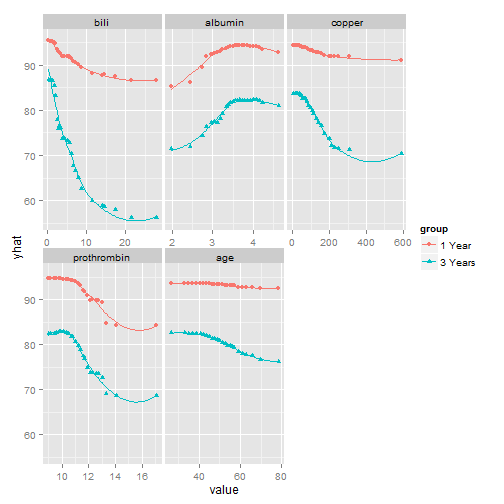 bili albumin copper
90
80
70
60
0 10 20 2 3 4 0 200 400 600
prothrombin age
90
80
70
60
10 12 14 16 40 60 80
yhat
value
group
1 Year
3 Years